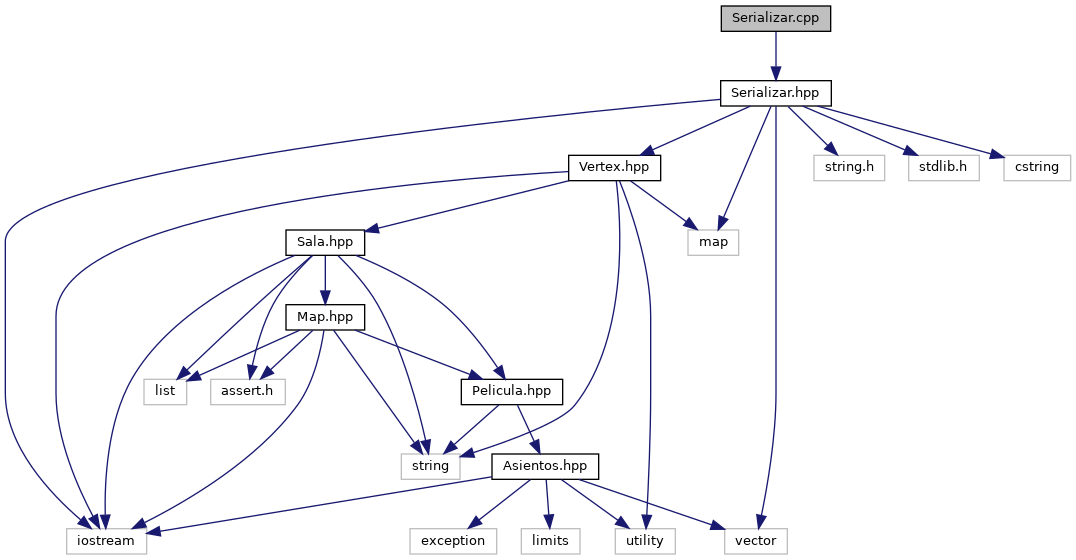 Serializar.cpp
Serializar.hpp
Vertex.hpp
string.h
stdlib.h
cstring
Sala.hpp
map
Map.hpp
list
assert.h
Pelicula.hpp
string
Asientos.hpp
iostream
exception
limits
utility
vector